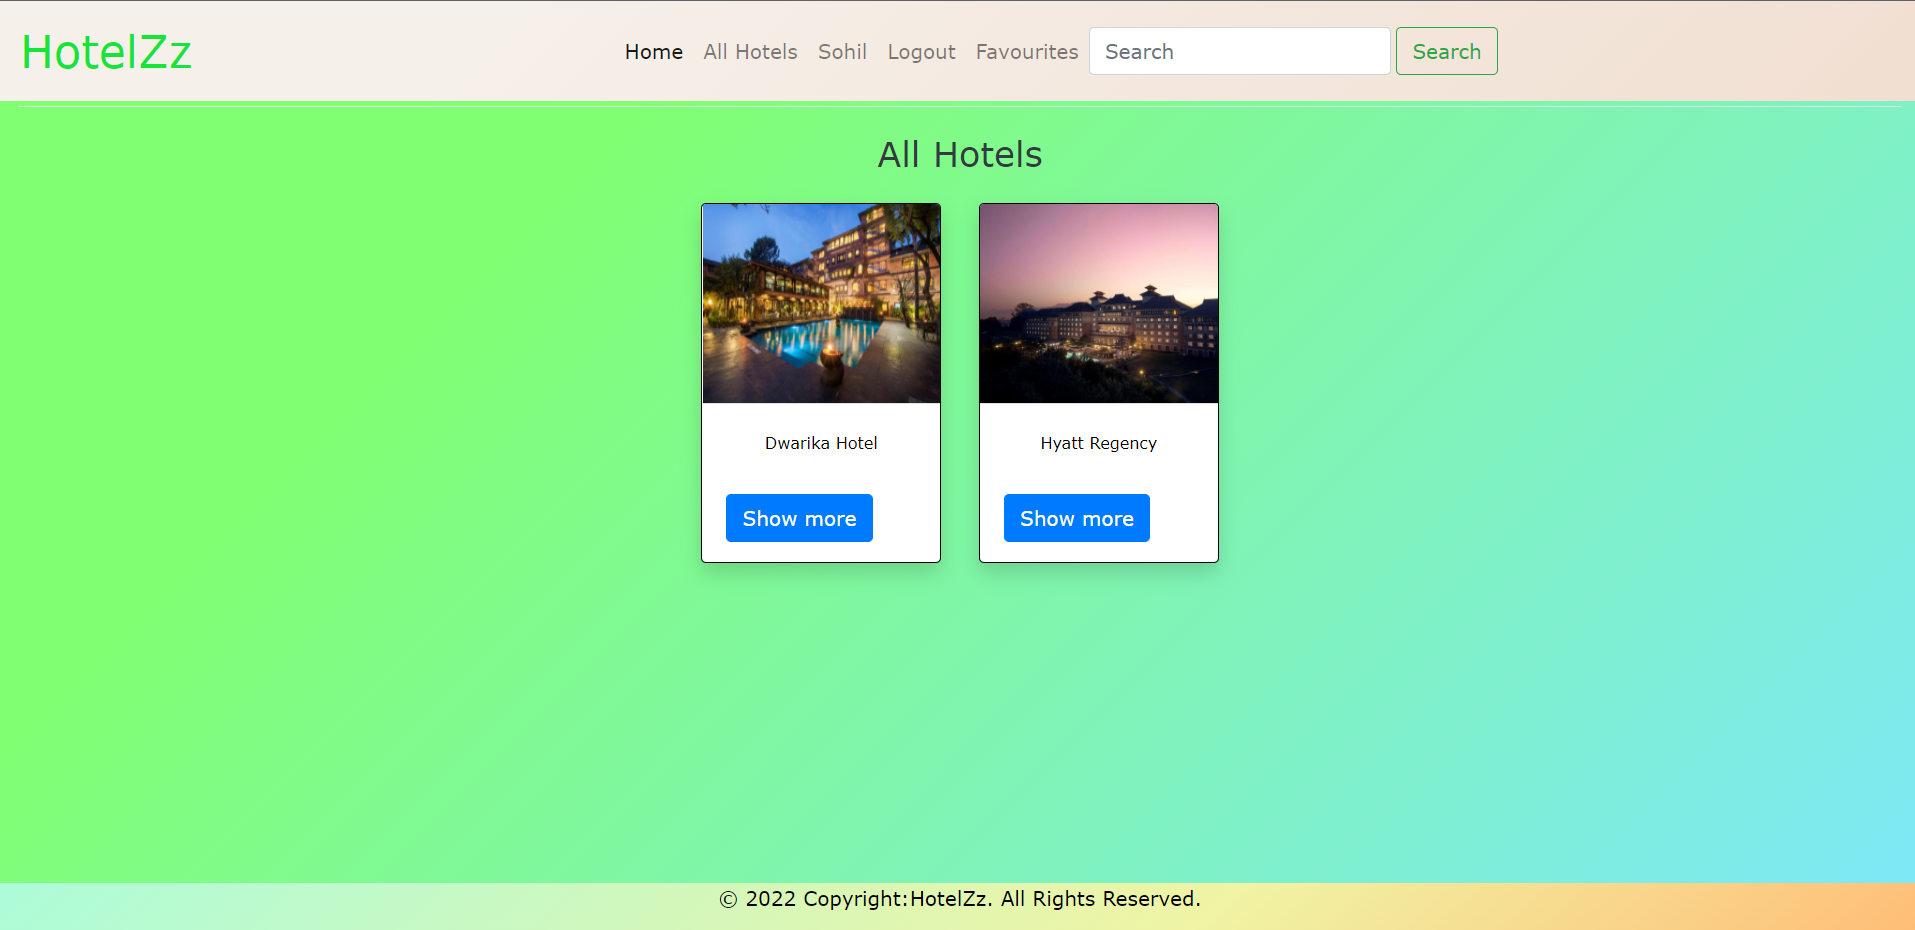 HotelZz Home All Hotels Sohil Logout Favourites Search Search
All Hotels
Dwarika Hotel Hyatt Regency
Show more Show more
© 2022 Copyright:HotelZz. All Rights Reserved.